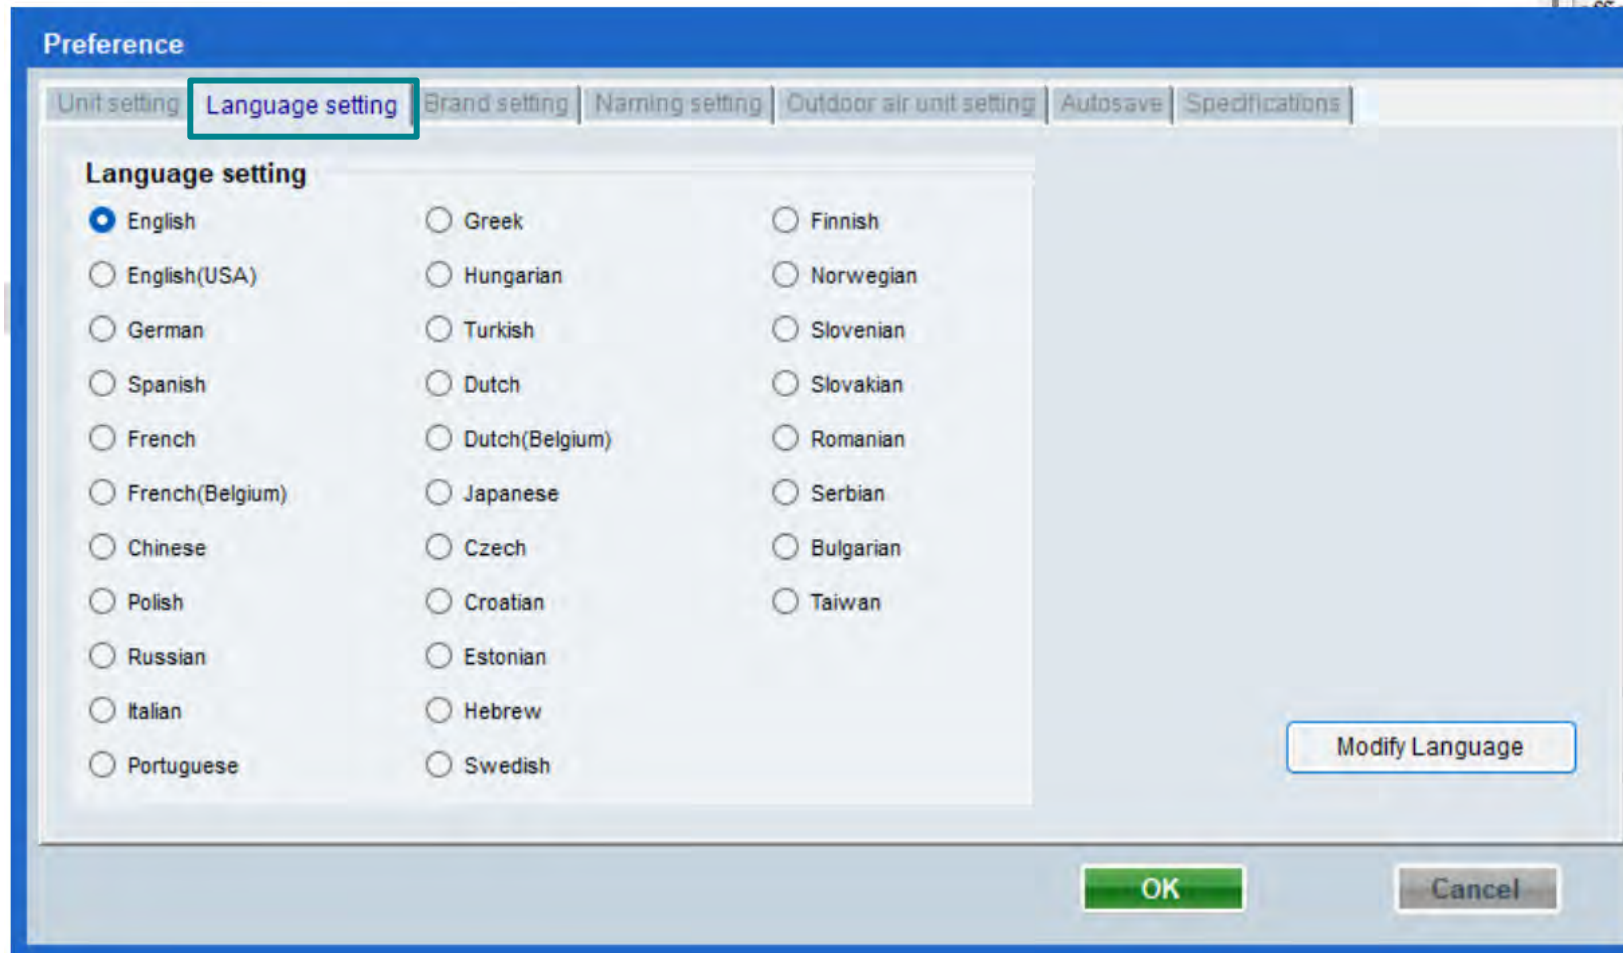 Preference
Unit setting Language setting Brand setting Naming setting Outdoor air unit setting Autosave Specifications
Language setting
English Greek Finnish
English(USA) Hungarian Norwegian
German Turkish Slovenian
Spanish Dutch Slovakian
French Dutch(Belgium) Romanian
French(Belgium) Japanese Serbian
Chinese Czech Bulgarian
Polish Croatian Taiwan
Russian Estonian
Italian Hebrew
Portuguese Swedish
Modify Language
OK Cancel